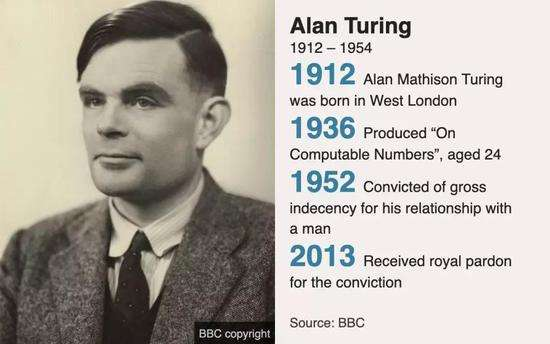 Alan Turing
1912 – 1954
1912 Alan Mathison Turing
was born in West London
1936 Produced “On
Computable Numbers”, aged 24
1952 Convicted of gross
indecency for his relationship with
a man
2013 Received royal pardon
for the conviction
Source: BBC
BBC copyright